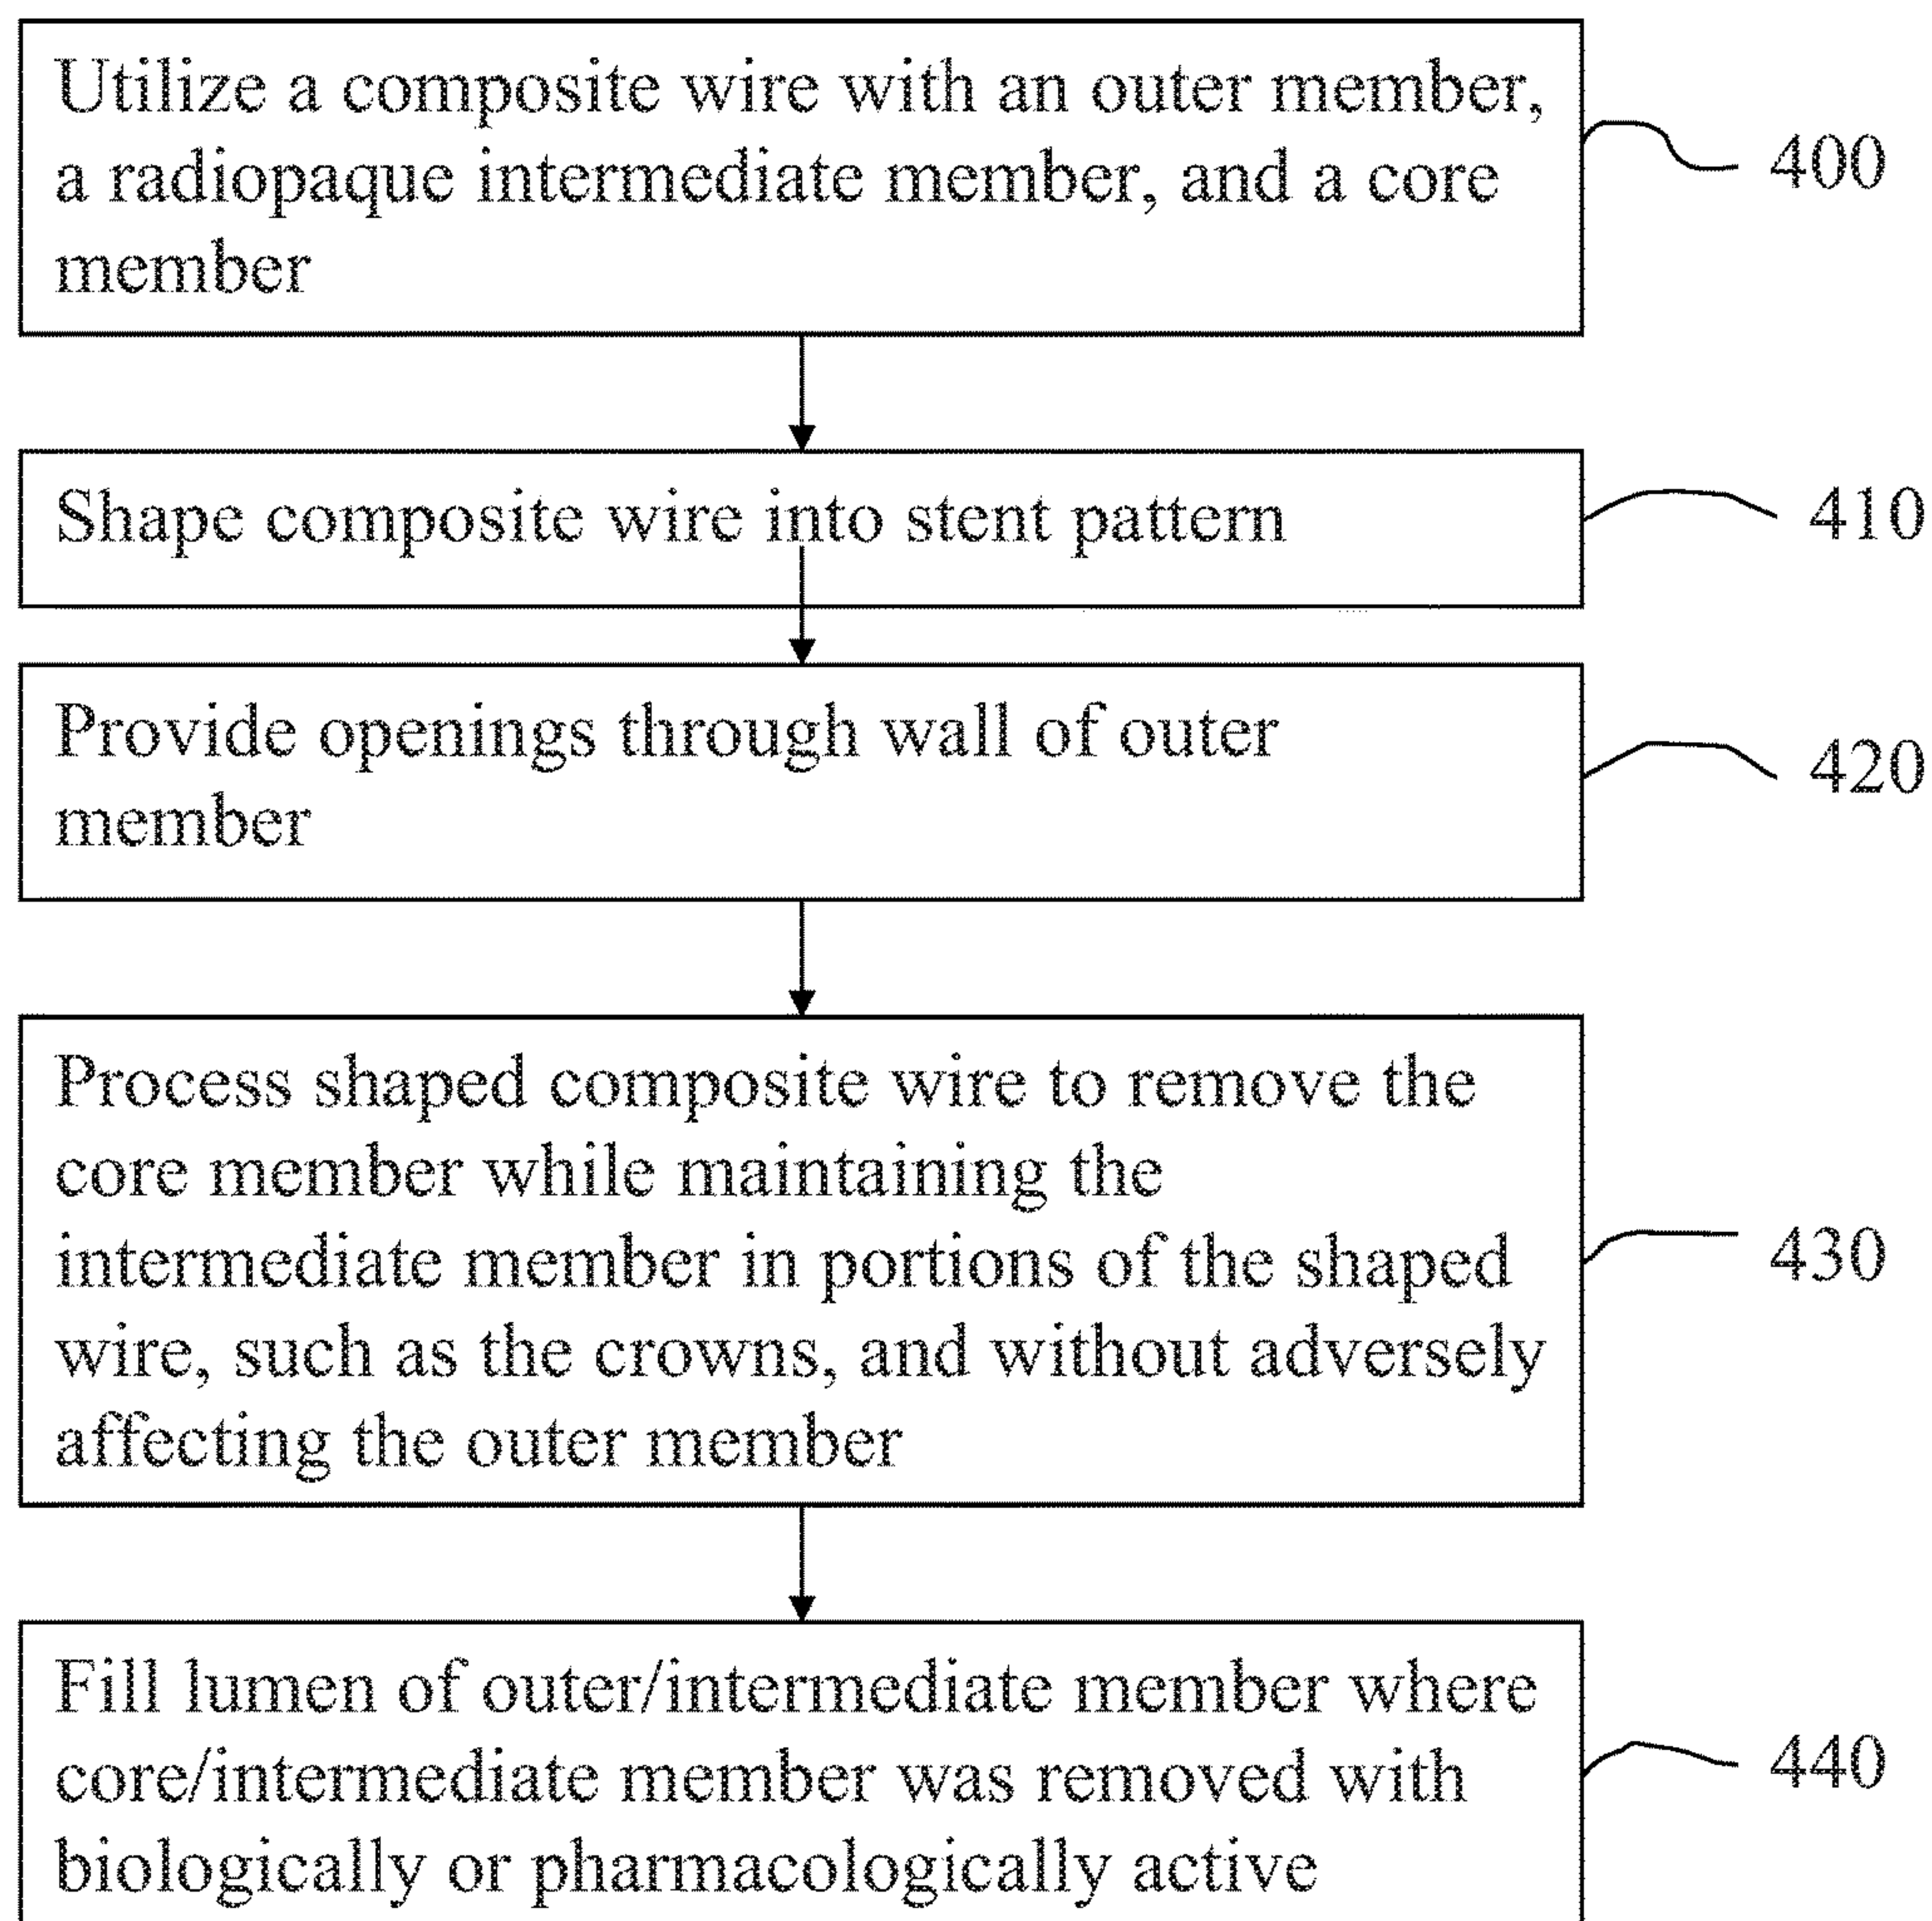 Utilize a composite wire with an outer member,
a radiopaque intermediate member, and a core
member
400
Shape composite wire into stent pattern
410
Provide openings through wall of outer
member
420
Process shaped composite wire to remove the
core member while maintaining the
intermediate member in portions of the shaped
wire, such as the crowns, and without adversely
affecting the outer member
430
Fill lumen of outer/intermediate member where
core/intermediate member was removed with
biologically or pharmacologically active
440